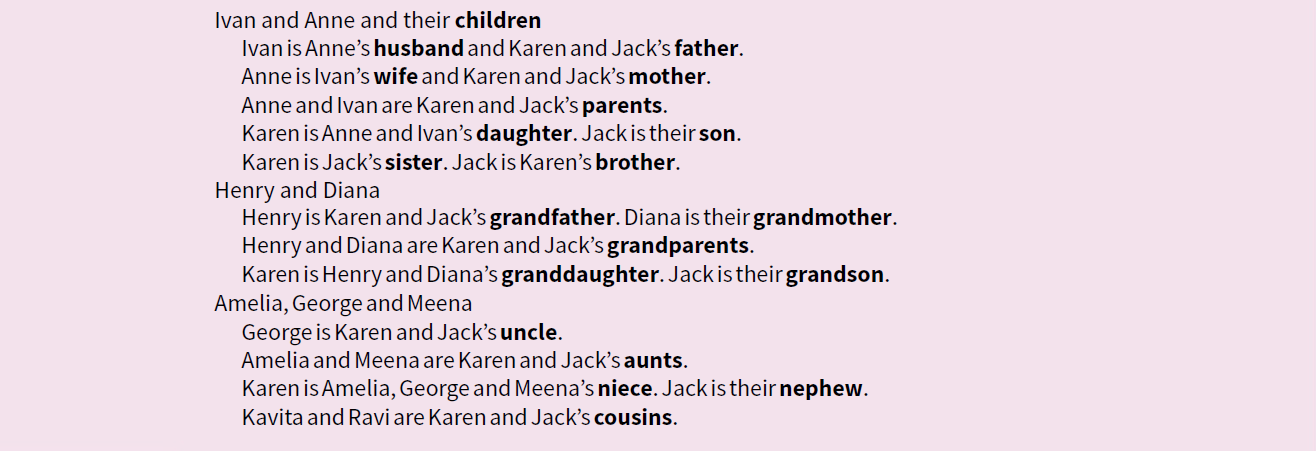 Ivan and Anne and their children
Ivan is Anne’s husband and Karen and Jack’s father.
Anne is Ivan’s wife and Karen and Jack’s mother.
Anne and Ivan are Karen and Jack’s parents.
Karen is Anne and Ivan’s daughter. Jack is their son.
Karen is Jack’s sister. Jack is Karen’s brother.
Henry and Diana
Henry is Karen and Jack’s grandfather. Diana is their grandmother.
Henry and Diana are Karen and Jack’s grandparents.
Karen is Henry and Diana’s granddaughter. Jack is their grandson.
Amelia, George and Meena
George is Karen and Jack’s uncle.
Amelia and Meena are Karen and Jack’s aunts.
Karen is Amelia, George and Meena’s niece. Jack is their nephew.
Kavita and Ravi are Karen and Jack’s cousins.